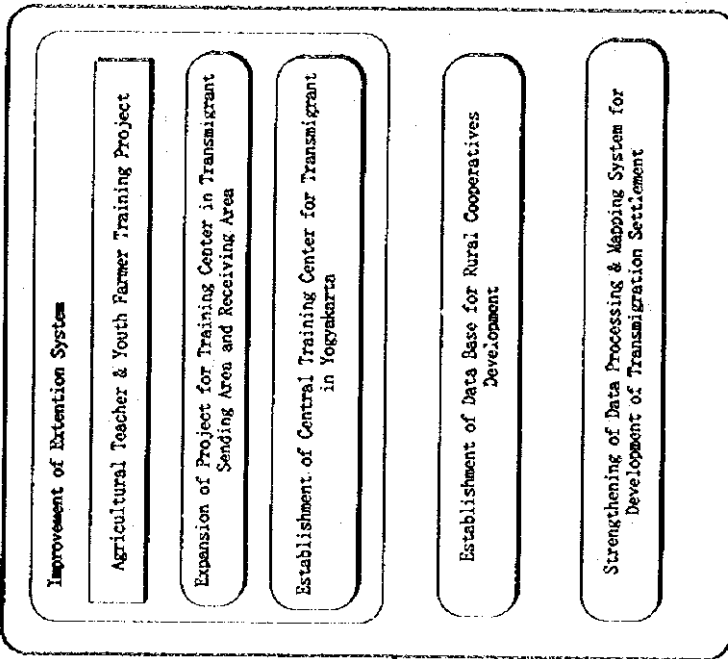 Improvement of Extention System
Agricultural Teacher & Youth Farmer Training Project
Expansion of Project for Training Center in Transmigrant
Sending Area and Receiving Area
Establishment of Central Training Center for Transmigrant
in Yogyakarta
Establishment of Data Base for Rural Cooperatives
Development
Strengthening of Data Processing & Mapping System for
Development of Transmigration Settlement